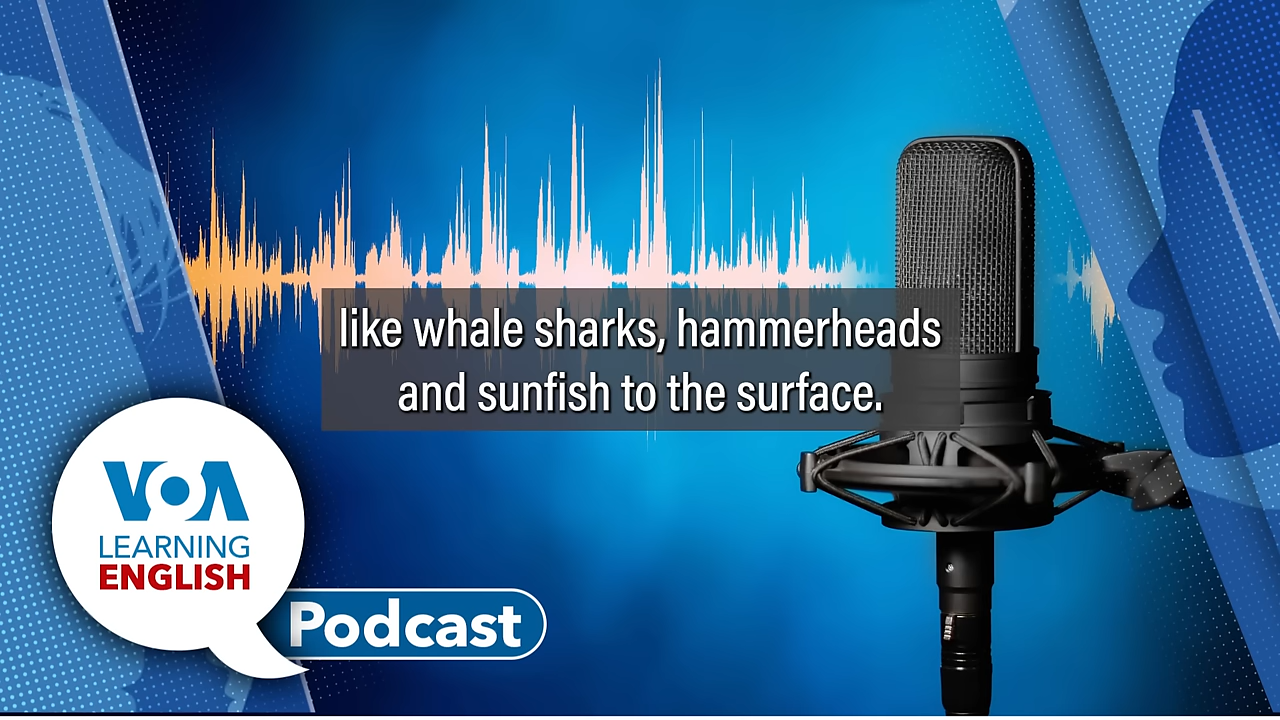 like whale sharks, hammerheads
and sunfish to the surface.
VOA
LEARNING
ENGLISH
Podcast